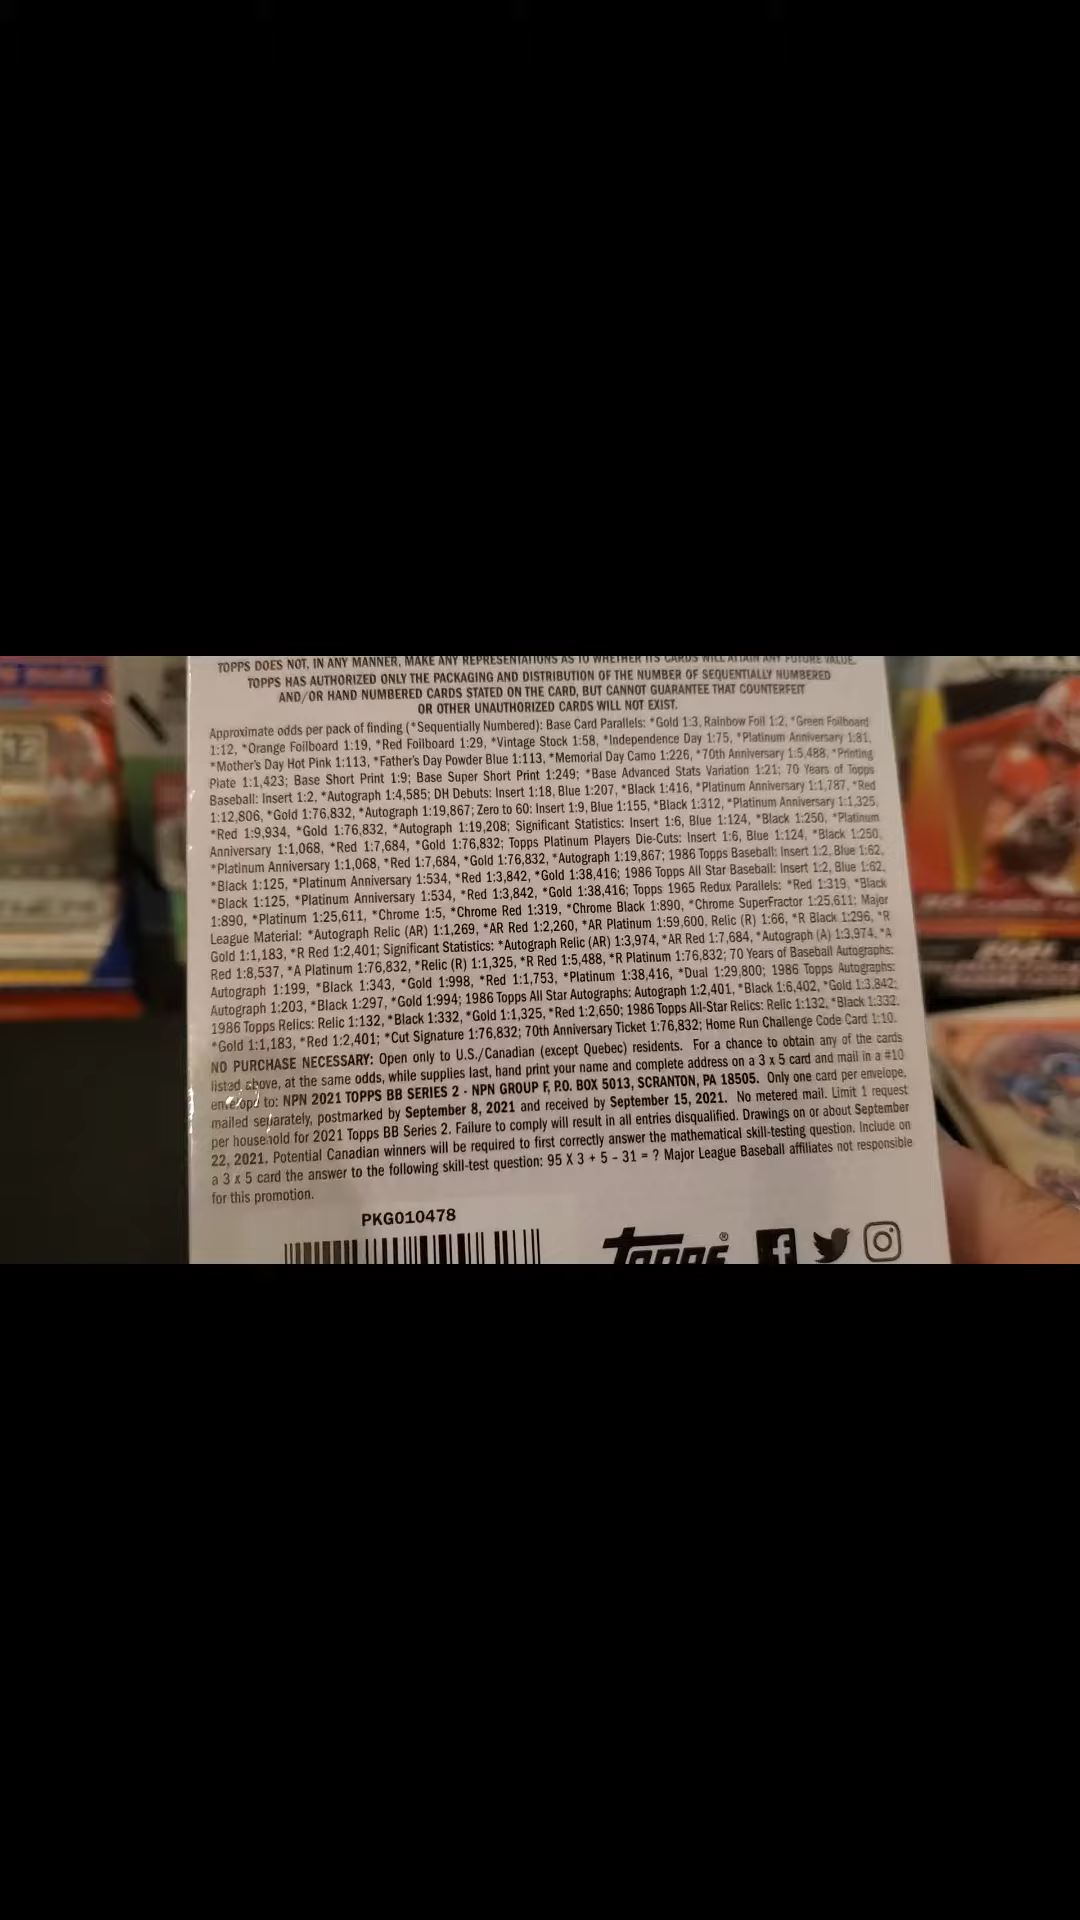 TOPPS DOES NOT, IN ANY MANNER, MAKE ANY REPRESENTATIONS AS TO WHETHER ITS CARDS WILL ATTAIN ANY FUTURE VALUE.
TOPPS HAS AUTHORIZED ONLY THE PACKAGING AND DISTRIBUTION OF THE NUMBER OF SEQUENTIALLY NUMBERED
AND/OR HAND NUMBERED CARDS STATED ON THE CARD, BUT CANNOT GUARANTEE THAT COUNTERFEIT
OR OTHER UNAUTHORIZED CARDS WILL NOT EXIST.
Approximate odds per pack of finding (*Sequentially Numbered): Base Card Parallels: *Gold 1:3, Rainbow Foil 1:2, *Green Foilboard
1:12, *Orange Foilboard 1:19, *Red Foilboard 1:29, *Vintage Stock 1:58, *Independence Day 1:75, *Platinum Anniversary 1:81,
*Mother's Day Hot Pink 1:113, *Father's Day Powder Blue 1:113, *Memorial Day Camo 1:226, *70th Anniversary 1:5,488, *Printing
Plate 1:1,423; Base Short Print 1:9; Base Super Short Print 1:249; *Base Advanced Stats Variation 1:21; 70 Years of Topps
Baseball: Insert 1:2, *Autograph 1:4,585; DH Debuts: Insert 1:18, Blue 1:207, *Black 1:416, *Platinum Anniversary 1:1,787, *Red
1:12,806, *Gold 1:76,832, *Autograph 1:19,867; Zero to 60: Insert 1:9, Blue 1:155, *Black 1:312, *Platinum Anniversary 1:1,325,
*Red 1:9,934, *Gold 1:76,832, *Autograph 1:19,208; Significant Statistics: Insert 1:6, Blue 1:124, *Black 1:250, *Platinum
Anniversary 1:1,068, *Red 1:7,684, *Gold 1:76,832; Topps Platinum Players Die-Cuts: Insert 1:6, Blue 1:124, *Black 1:250,
*Platinum Anniversary 1:1,068, *Red 1:7,684, *Gold 1:76,832, *Autograph 1:19,867; 1986 Topps Baseball: Insert 1:2, Blue 1:62,
*Black 1:125, *Platinum Anniversary 1:534, *Red 1:3,842, *Gold 1:38,416; 1986 Topps All Star Baseball: Insert 1:2, Blue 1:62,
*Black 1:125, *Platinum Anniversary 1:534, *Red 1:3,842, *Gold 1:38,416; Topps 1965 Redux Parallels: *Red 1:319, *Black
1:890, *Platinum 1:25,611, *Chrome 1:5, *Chrome Red 1:319, *Chrome Black 1:890, *Chrome SuperFractor 1:25,611; Major
League Material: *Autograph Relic (AR) 1:1,269, *AR Red 1:2,260, *AR Platinum 1:59,600, Relic (R) 1:66, *R Black 1:296, *R
Gold 1:1,183, *R Red 1:2,401; Significant Statistics: *Autograph Relic (AR) 1:3,974, *AR Red 1:7,684, *Autograph (A) 1:3,974, *A
Red 1:8,537, *A Platinum 1:76,832, *Relic (R) 1:1,325, *R Red 1:5,488, *R Platinum 1:76,832; 70 Years of Baseball Autographs:
Autograph 1:199, *Black 1:343, *Gold 1:998, *Red 1:1,753, *Platinum 1:38,416, *Dual 1:29,800; 1986 Topps Autographs:
Autograph 1:203, *Black 1:297, *Gold 1:994; 1986 Topps All Star Autographs: Autograph 1:2,401, *Black 1:6,402, *Gold 1:3,842;
1986 Topps Relics: Relic 1:132, *Black 1:332, *Gold 1:1,325, *Red 1:2,650; 1986 Topps All-Star Relics: Relic 1:132, *Black 1:332,
*Gold 1:1,183, *Red 1:2,401; *Cut Signature 1:76,832; 70th Anniversary Ticket 1:76,832; Home Run Challenge Code Card 1:10.
NO PURCHASE NECESSARY: Open only to U.S./Canadian (except Quebec) residents. For a chance to obtain any of the cards
listed above, at the same odds, while supplies last, hand print your name and complete address on a 3 x 5 card and mail in a #10
envelope to: NPN 2021 TOPPS BB SERIES 2 - NPN GROUP F, P.O. BOX 5013, SCRANTON, PA 18505. Only one card per envelope,
mailed separately, postmarked by September 8, 2021 and received by September 15, 2021. No metered mail. Limit 1 request
per household for 2021 Topps BB Series 2. Failure to comply will result in all entries disqualified. Drawings on or about September
22, 2021. Potential Canadian winners will be required to first correctly answer the mathematical skill-testing question. Include on
a 3 x 5 card the answer to the following skill-test question: 95 X 3 + 5 - 31 = ? Major League Baseball affiliates not responsible
for this promotion.
PKG010478
TOPPS ®